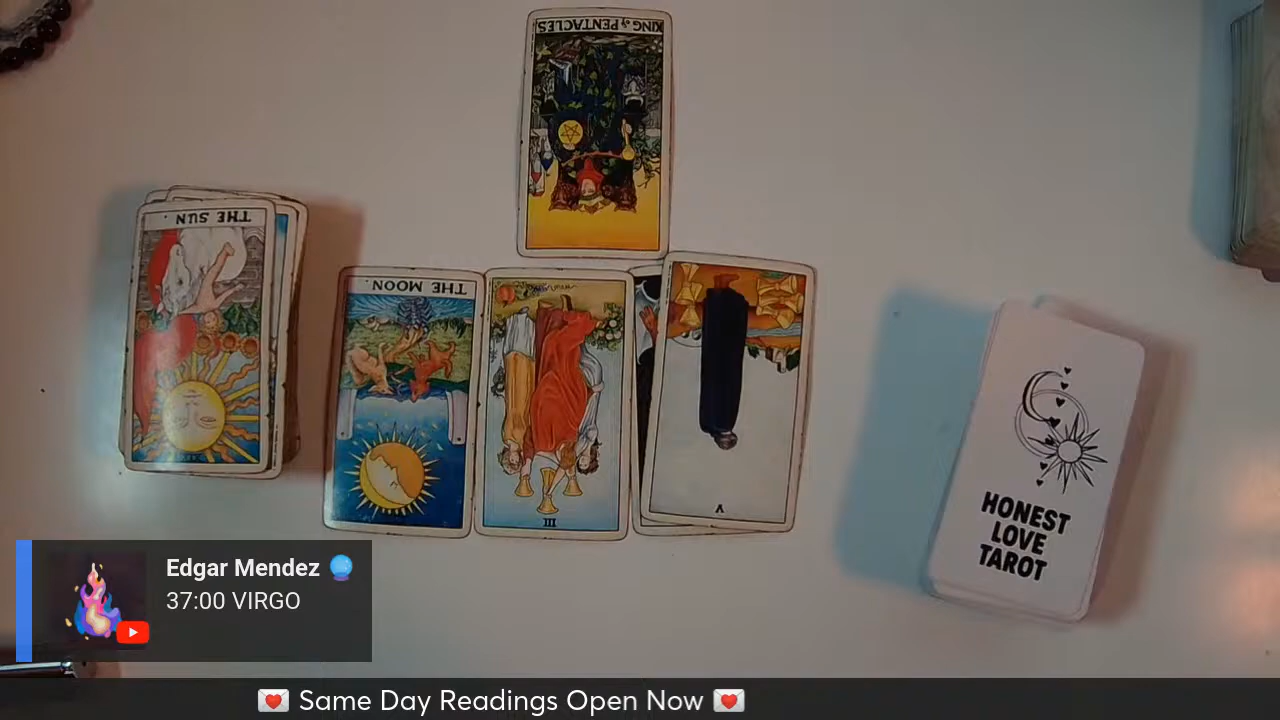 KING of PENTACLES
THE SUN
THE MOON
III
V
HONEST
LOVE
TAROT
Edgar Mendez 🔮
37:00 VIRGO
💌 Same Day Readings Open Now 💌